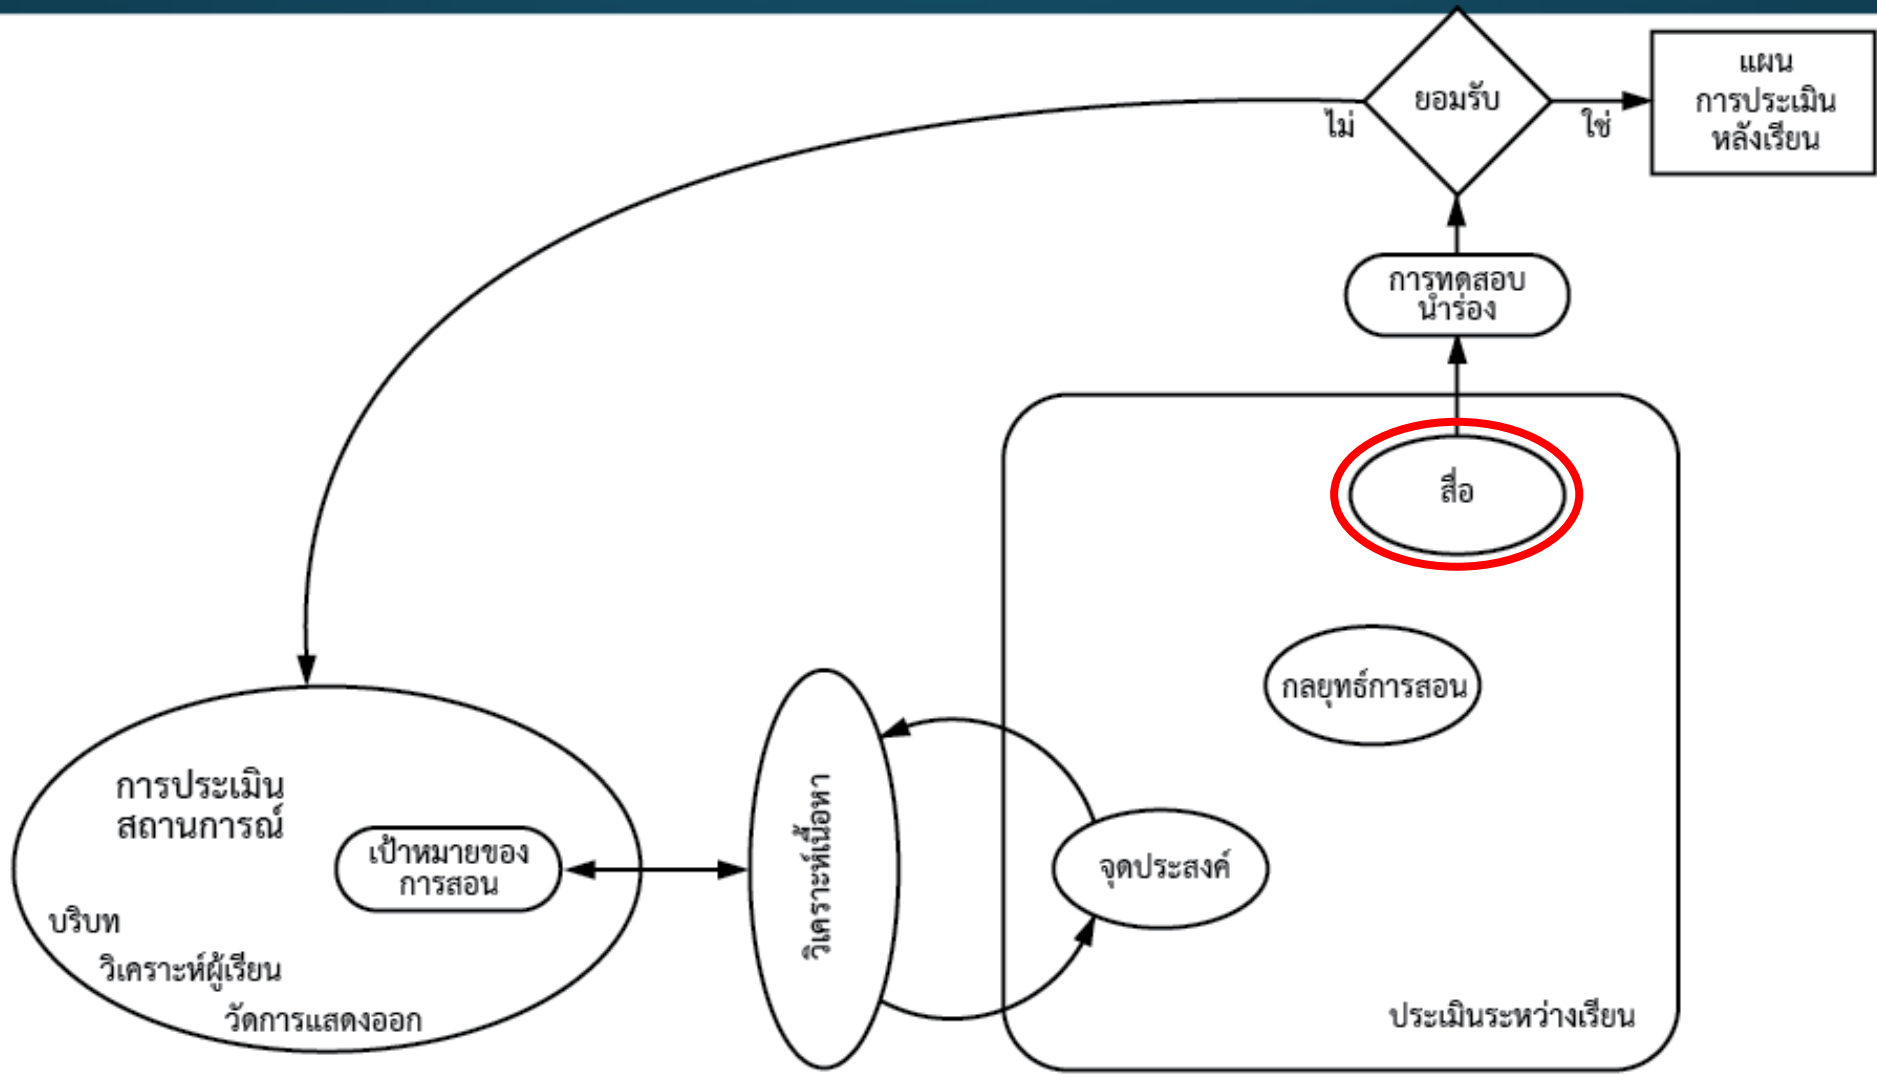 ยอมรับ
ไม่
ใช่
แผน
การประเมิน
หลังเรียน
การทดสอบ
นำร่อง
สื่อ
กลยุทธ์การสอน
จุดประสงค์
ประเมินระหว่างเรียน
วิเคราะห์เนื้อหา
การประเมิน
สถานการณ์
เป้าหมายของ
การสอน
บริบท
วิเคราะห์ผู้เรียน
วัดการแสดงออก